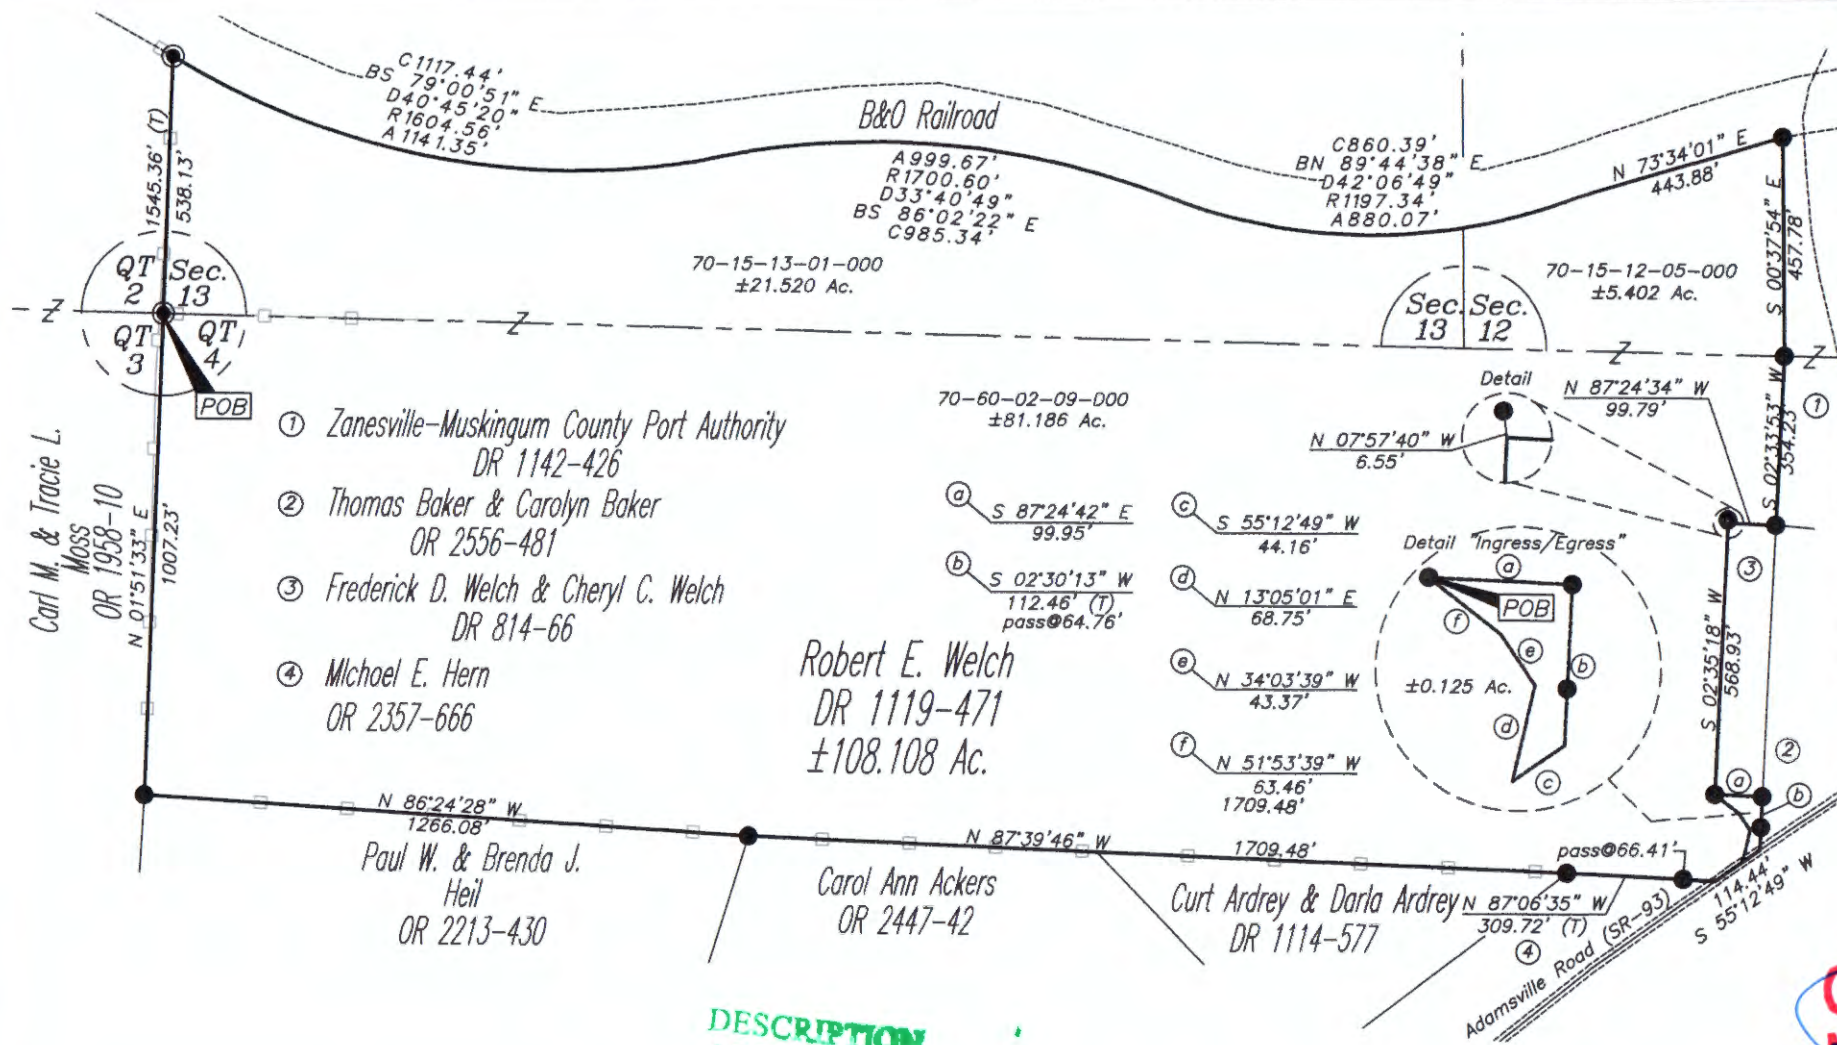 C1117.44'
BS 79°00'51" E
D40°45'20"
R1604.56'
A 1141.35'
B&O Railroad
A999.67'
R1700.60'
D33°40'49"
BS 86°02'22" E
C985.34'
C860.39'
BN 89°44'38" E
D42°06'49"
R1197.34'
A880.07'
N 73°34'01" E
443.88'
S 00°37'54" E
457.78'
1545.36' (T)
538.13'
QT 2
Sec. 13
QT 3
QT 4
POB
Z
Z
Z
Z
70-15-13-01-000
±21.520 Ac.
Sec. 13
Sec. 12
70-15-12-05-000
±5.402 Ac.
S 02°33'53" W
354.23'
①
70-60-02-09-000
±81.186 Ac.
Detail
N 87°24'34" W
99.79'
N 07°57'40" W
6.55'
Carl M. & Tracie L.
Moss
OR 1958-10
N 01°51'33" E
1007.23'
① Zanesville-Muskingum County Port Authority
DR 1142-426
② Thomas Baker & Carolyn Baker
OR 2556-481
③ Frederick D. Welch & Cheryl C. Welch
DR 814-66
④ Michael E. Hern
OR 2357-666
ⓐ S 87°24'42" E
99.95'
ⓑ S 02°30'13" W
112.46' (T)
pass@64.76'
ⓒ S 55°12'49" W
44.16'
ⓓ N 13°05'01" E
68.75'
ⓔ N 34°03'39" W
43.37'
ⓕ N 51°53'39" W
63.46'
1709.48'
Robert E. Welch
DR 1119-471
±108.108 Ac.
Detail "Ingress/Egress"
ⓐ
POB
ⓕ
ⓔ
ⓑ
±0.125 Ac.
ⓓ
ⓒ
③
S 02°35'18" W
568.93'
②
ⓐ
ⓑ
N 86°24'28" W
1266.08'
Paul W. & Brenda J.
Heil
OR 2213-430
N 87°39'46" W
1709.48'
Carol Ann Ackers
OR 2447-42
Curt Ardrey & Darla Ardrey
DR 1114-577
pass@66.41'
N 87°06'35" W
309.72' (T)
④
114.44'
S 55°12'49" W
Adamsville Road (SR-93)
DESCRIPTION